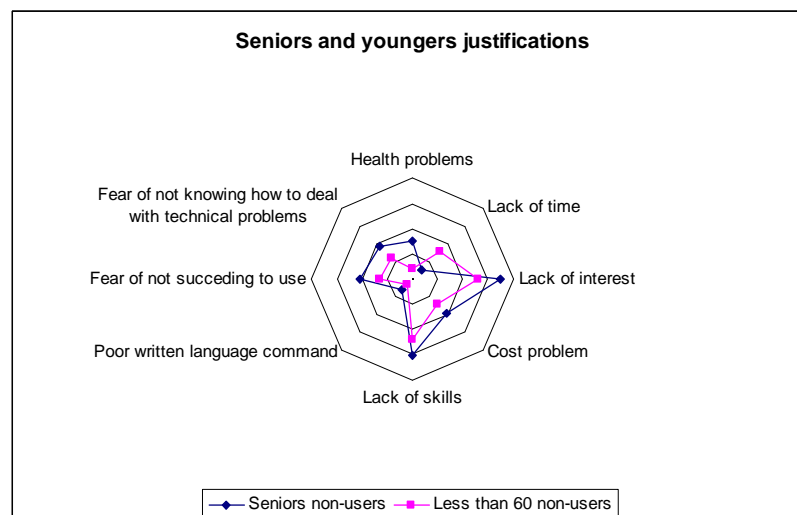 Seniors and youngers justifications
Health problems
Fear of not knowing how to deal
with technical problems
Lack of time
Fear of not succeding to use
Lack of interest
Poor written language command
Cost problem
Lack of skills
Seniors non-users
Less than 60 non-users